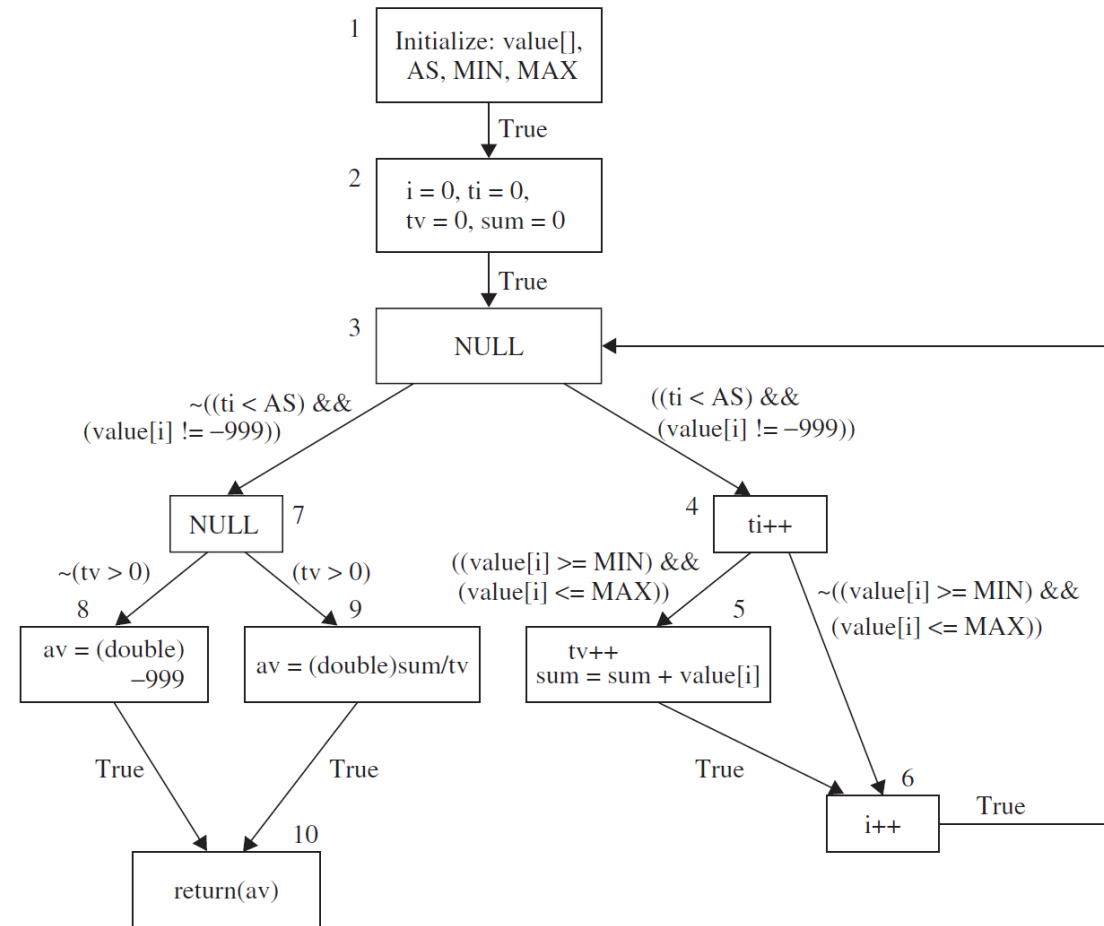 1
Initialize: value[],
AS, MIN, MAX
True
2
i = 0, ti = 0,
tv = 0, sum = 0
True
3
NULL
~((ti < AS) &&
(value[i] != −999))
((ti < AS) &&
(value[i] != −999))
NULL
7
4
ti++
~(tv > 0)
(tv > 0)
((value[i] >= MIN) &&
(value[i] <= MAX))
~((value[i] >= MIN) &&
(value[i] <= MAX))
8
av = (double)
−999
9
av = (double)sum/tv
5
tv++
sum = sum + value[i]
True
True
True
6
i++
True
10
return(av)